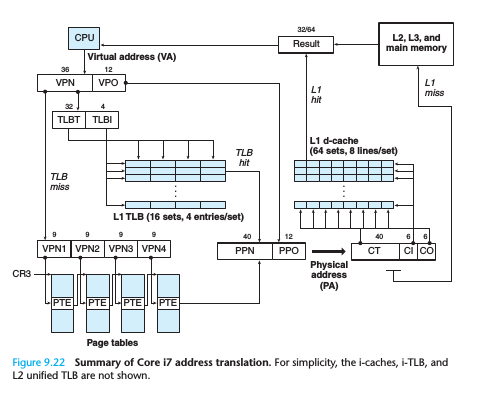 CPU
32/64
Result
L2, L3, and
main memory
Virtual address (VA)
36
12
VPN
VPO
L1
miss
L1
hit
32
4
TLBT
TLBI
TLB
hit
L1 d-cache
(64 sets, 8 lines/set)
TLB
miss
L1 TLB (16 sets, 4 entries/set)
9
9
9
9
VPN1
VPN2
VPN3
VPN4
40
12
PPN
PPO
40
6
6
CT
CI
CO
Physical
address
(PA)
CR3
PTE
PTE
PTE
PTE
Page tables
Figure 9.22 Summary of Core i7 address translation. For simplicity, the i-caches, i-TLB, and
L2 unified TLB are not shown.